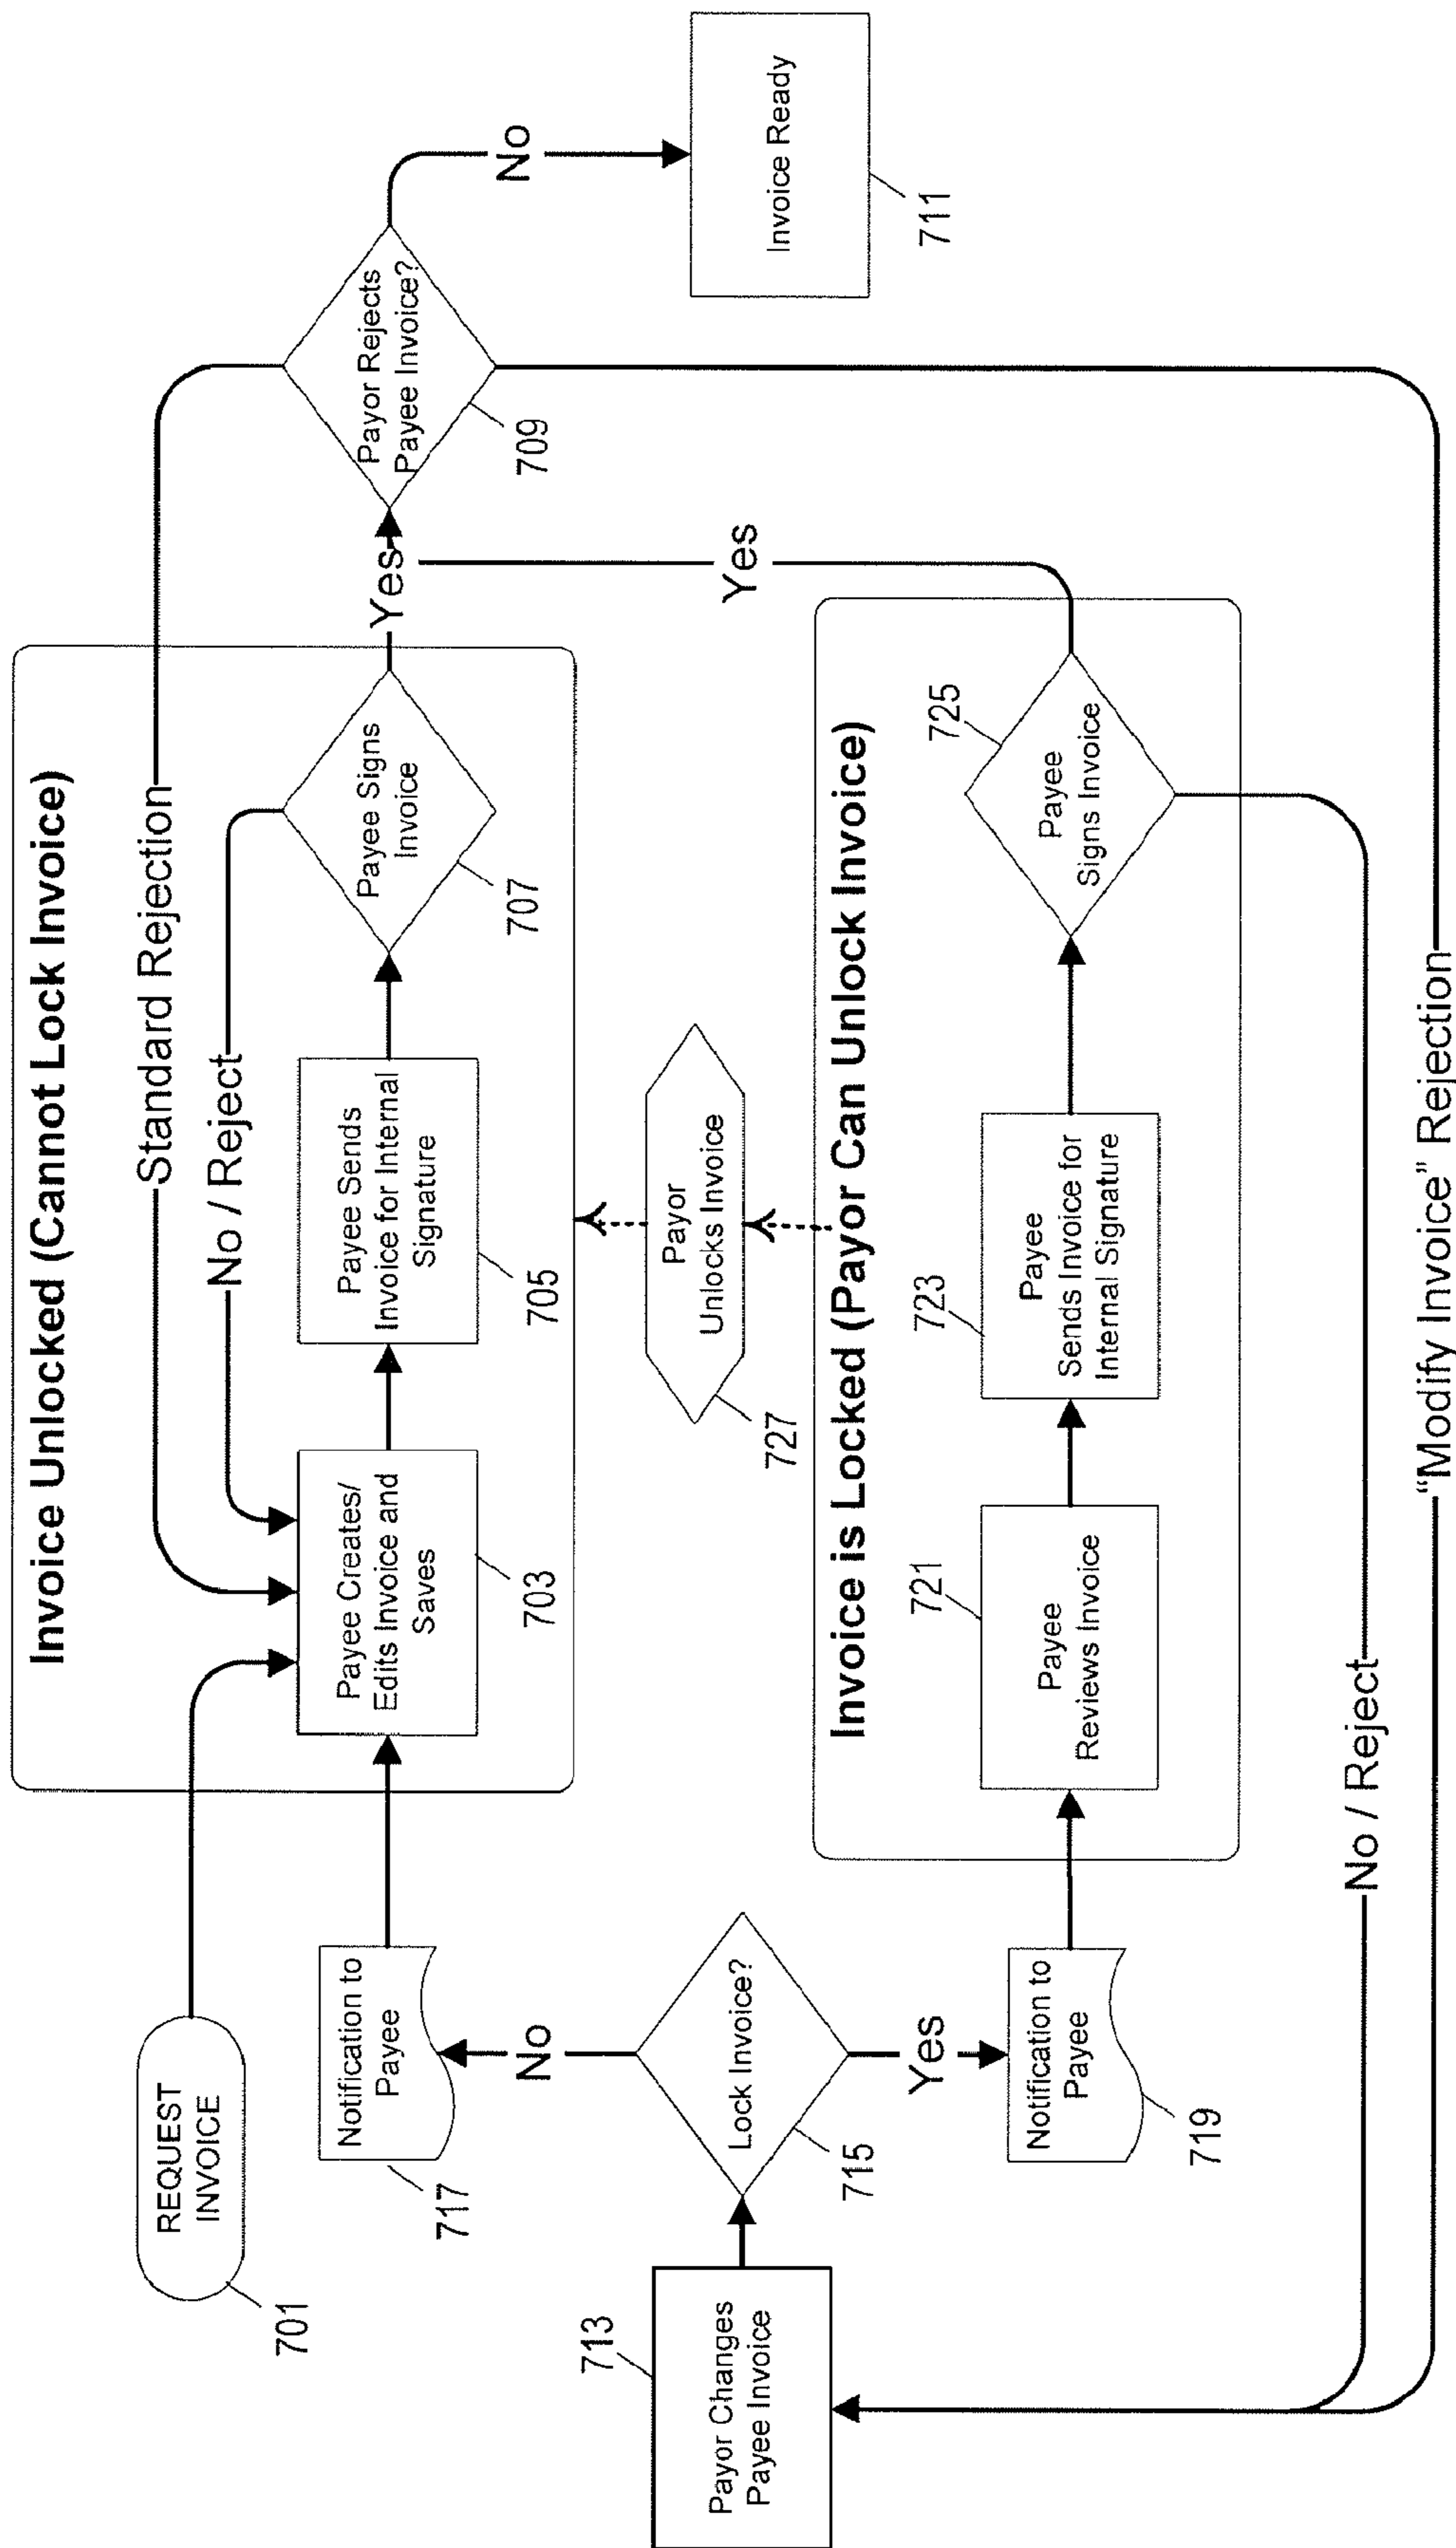 REQUEST
INVOICE
701
Invoice Unlocked (Cannot Lock Invoice)
Standard Rejection
No / Reject
Notification to
Payee
717
Payee Creates/
Edits Invoice and
Saves
703
Payee Sends
Invoice for Internal
Signature
705
Payee Signs
Invoice
707
Yes
Payor Rejects
Payee Invoice?
709
No
Invoice Ready
711
713
Payor Changes
Payee Invoice
Lock Invoice?
715
No
Yes
Payor
Unlocks Invoice
727
Yes
Invoice is Locked (Payor Can Unlock Invoice)
Notification to
Payee
719
721
Payee
Reviews Invoice
723
Payee
Sends Invoice for
Internal Signature
725
Payee
Signs Invoice
No / Reject
“Modify Invoice” Rejection